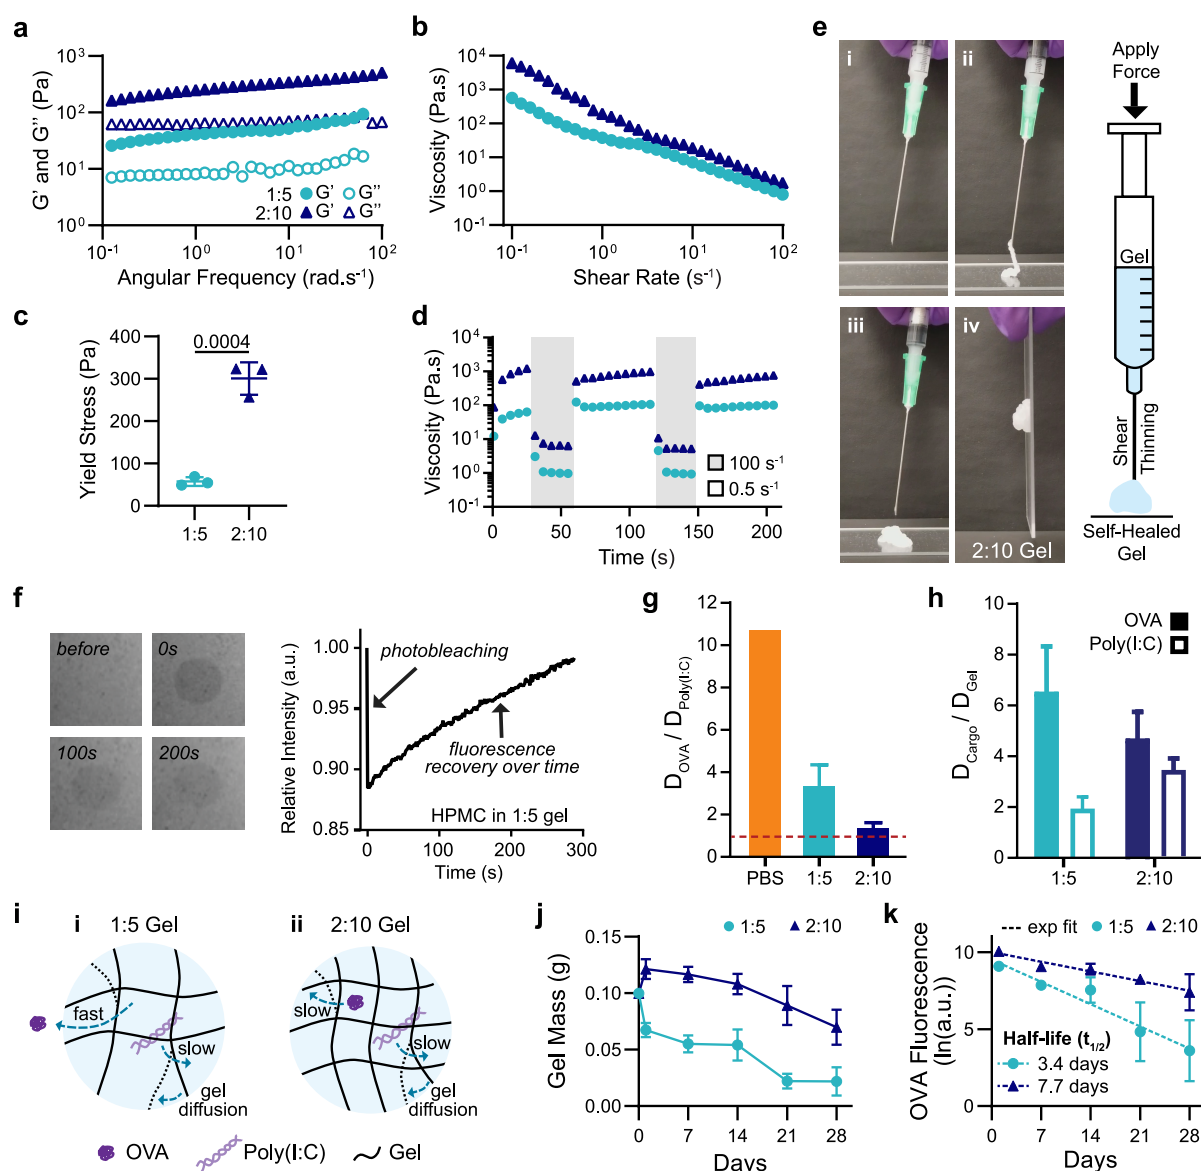 a
10³
10²
10¹
10⁰
G' and G" (Pa)
1:5 G' G"
2:10 G' G"
10⁻¹ 10⁰ 10¹ 10²
Angular Frequency (rad.s⁻¹)
b
10⁴
10³
10²
10¹
10⁰
10⁻¹
Viscosity (Pa.s)
10⁻¹ 10⁰ 10¹ 10²
Shear Rate (s⁻¹)
c
0.0004
400
300
200
100
0
Yield Stress (Pa)
1:5 2:10
d
10⁴
10³
10²
10¹
10⁰
10⁻¹
Viscosity (Pa.s)
100 s⁻¹
0.5 s⁻¹
0 50 100 150 200
Time (s)
e
i
ii
iii
iv
2:10 Gel
Apply
Force
Gel
Shear
Thinning
Self-Healed
Gel
f
before
0s
100s
200s
1.00
0.95
0.90
0.85
Relative Intensity (a.u.)
photobleaching
fluorescence
recovery over time
HPMC in 1:5 gel
0 100 200 300
Time (s)
g
12
10
8
6
4
2
0
D_OVA / D_Poly(I:C)
PBS 1:5 2:10
h
10
8
6
4
2
0
D_Cargo / D_Gel
OVA
Poly(I:C)
1:5 2:10
i
i 1:5 Gel
fast
slow
gel
diffusion
ii 2:10 Gel
slow
slow
gel
diffusion
OVA Poly(I:C) Gel
j
1:5 2:10
0.15
0.10
0.05
0.00
Gel Mass (g)
0 7 14 21 28
Days
k
exp fit 1:5 2:10
10
5
0
OVA Fluorescence
(ln(a.u.))
Half-life (t₁/₂)
3.4 days
7.7 days
0 7 14 21 28
Days